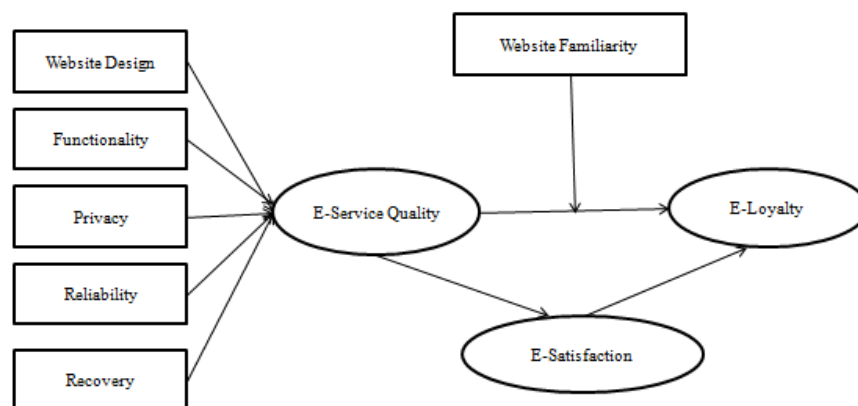 Website Design
Website Familiarity
Functionality
Privacy
E-Service Quality
E-Loyalty
Reliability
E-Satisfaction
Recovery